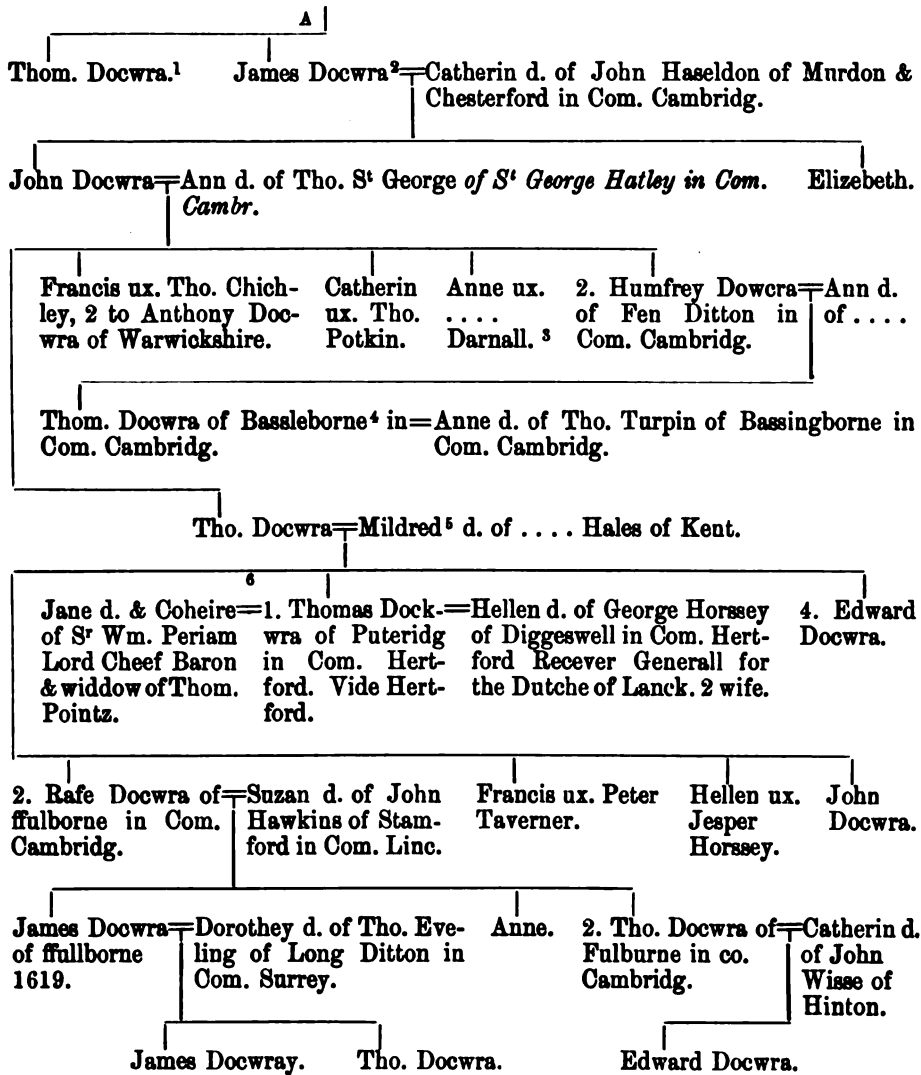 A
Thom. Docwra.¹ James Docwra²=Catherin d. of John Haseldon of Murdon &
Chesterford in Com. Cambridg.
John Docwra=Ann d. of Tho. Sᵗ George of Sᵗ George Hatley in Com. Elizebeth.
Cambr.
Francis ux. Tho. Chich-
ley, 2 to Anthony Doc-
wra of Warwickshire.
Catherin
ux. Tho.
Potkin.
Anne ux.
....
Darnall. ³
2. Humfrey Dowcra=Ann d.
of Fen Ditton in of ....
Com. Cambridg.
Thom. Docwra of Bassleborne⁴ in=Anne d. of Tho. Turpin of Bassingborne in
Com. Cambridg. Com. Cambridg.
Tho. Docwra=Mildred⁵ d. of .... Hales of Kent.
6
Jane d. & Coheire=
of Sʳ Wm. Periam
Lord Cheef Baron
& widdow of Thom.
Pointz.
1. Thomas Dock-=
wra of Puteridg
in Com. Hert-
ford. Vide Hert-
ford.
Hellen d. of George Horssey
of Diggeswell in Com. Hert-
ford Recever Generall for
the Dutche of Lanck. 2 wife.
4. Edward
Docwra.
2. Rafe Docwra of=
ffulborne in Com.
Cambridg.
Suzan d. of John
Hawkins of Stam-
ford in Com. Linc.
Francis ux. Peter
Taverner.
Hellen ux.
Jesper
Horssey.
John
Docwra.
James Docwra=
of ffullborne
1619.
Dorothey d. of Tho. Eve-
ling of Long Ditton in
Com. Surrey.
Anne.
2. Tho. Docwra of=
Fulburne in co.
Cambridg.
Catherin d.
of John
Wisse of
Hinton.
James Docwray. Tho. Docwra. Edward Docwra.